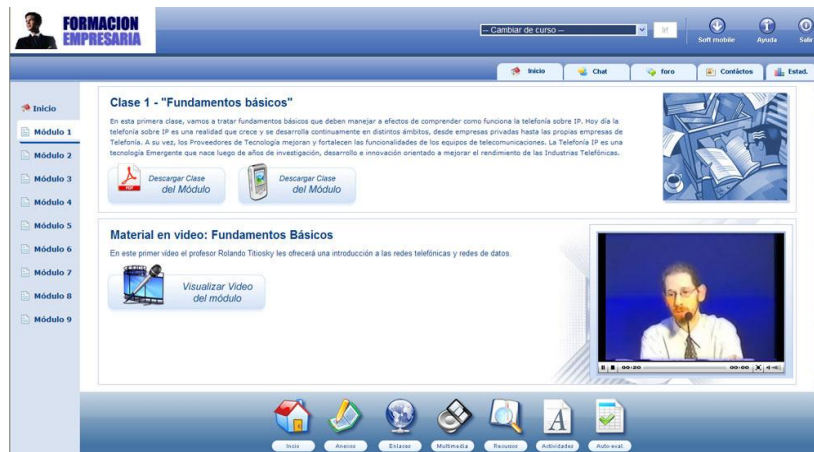 FORMACION
EMPRESARIA
-- Cambiar de curso --
Ir!
Soft mobile
Ayuda
Salir
Inicio
Chat
foro
Contáctos
Estad.
Inicio
Módulo 1
Módulo 2
Módulo 3
Módulo 4
Módulo 5
Módulo 6
Módulo 7
Módulo 8
Módulo 9
Clase 1 - "Fundamentos básicos"
En esta primera clase, vamos a tratar fundamentos básicos que deben manejar a efectos de comprender como funciona la telefonía sobre IP. Hoy día la
telefonía sobre IP es una realidad que crece y se desarrolla continuamente en distintos ámbitos, desde empresas privadas hasta las propias empresas de
Telefonía. A su vez, los Proveedores de Tecnología mejoran y fortalecen las funcionalidades de los equipos de telecomunicaciones. La Telefonía IP es una
tecnología Emergente que nace luego de años de investigación, desarrollo e innovación orientado a mejorar el rendimiento de las Industrias Telefónicas.
PDF
Descargar Clase
del Módulo
Descargar Clase
del Módulo
Material en video: Fundamentos Básicos
En este primer vídeo el profesor Rolando Titiosky les ofrecerá una introducción a las redes telefónicas y redes de datos.
Visualizar Video
del módulo
00:20
00:00
Inicio
Anexos
Enlaces
Multimedia
Recursos
A
Actividades
Auto-eval.